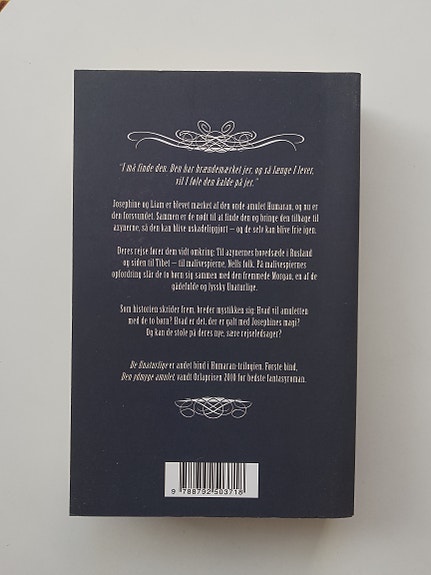 "I må finde den. Den har brændemærket jer, og så længe I lever,
vil I føle den kalde på jer."
Josephine og Liam er blevet mærket af den onde amulet Humaran, og nu er
den forsvundet. Sammen er de nødt til at finde den og bringe den tilbage til
azynerne, så den kan blive uskadeliggjort – og de selv kan blive frie igen.
Deres rejse fører dem vidt omkring: Til azynernes hovedsæde i Rusland
og siden til Tibet – til malivespierne, Nells folk. På malivespiernes
opfordring slår de to børn sig sammen med den fremmede Morgan, en af de
gådefulde og lyssky Unaturlige.
Som historien skrider frem, breder mystikken sig: Hvad vil amuletten
med de to børn? Hvad er det, der er galt med Josephines magi?
Og kan de stole på deres nye, sære rejseledsager?
De Unaturlige er andet bind i Humaran-trilogien. Første bind,
Den ydmyge amulet, vandt Orlaprisen 2010 for bedste fantasyroman.
9 788792 503718